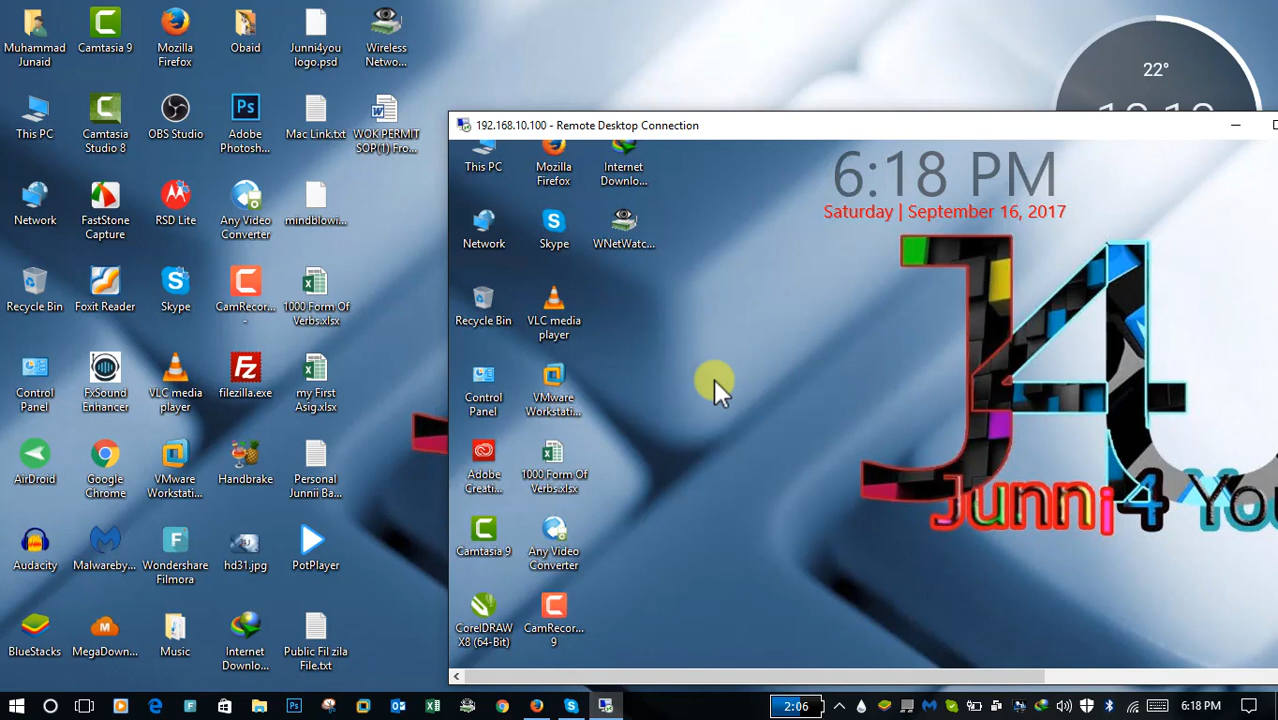 Muhammad
Junaid
Camtasia 9
Mozilla
Firefox
Obaid
Junni4you
logo.psd
Wireless
Netwo...
This PC
Camtasia
Studio 8
OBS Studio
Adobe
Photosh...
Mac Link.txt
WOK PERMIT
SOP(1) Fro...
Network
FastStone
Capture
RSD Lite
Any Video
Converter
mindblowi...
Recycle Bin
Foxit Reader
Skype
CamRecor...
-
1000 Form Of
Verbs.xlsx
Control
Panel
FxSound
Enhancer
VLC media
player
filezilla.exe
my First
Asig.xlsx
AirDroid
Google
Chrome
VMware
Workstati...
Handbrake
Personal
Junnii Ba...
Audacity
Malwareby...
Wondershare
Filmora
hd31.jpg
PotPlayer
BlueStacks
MegaDown...
Music
Internet
Downlo...
Public Fil zila
File.txt
22°
192.168.10.100 - Remote Desktop Connection
This PC
Mozilla
Firefox
Internet
Downlo...
6:18 PM
Saturday | September 16, 2017
Network
Skype
WNetWatc...
Recycle Bin
VLC media
player
Control
Panel
VMware
Workstati...
Adobe
Creati...
1000 Form Of
Verbs.xlsx
Camtasia 9
Any Video
Converter
CorelDRAW
X8 (64-Bit)
CamRecor...
9
J4
Junni4 You
2:06
6:18 PM